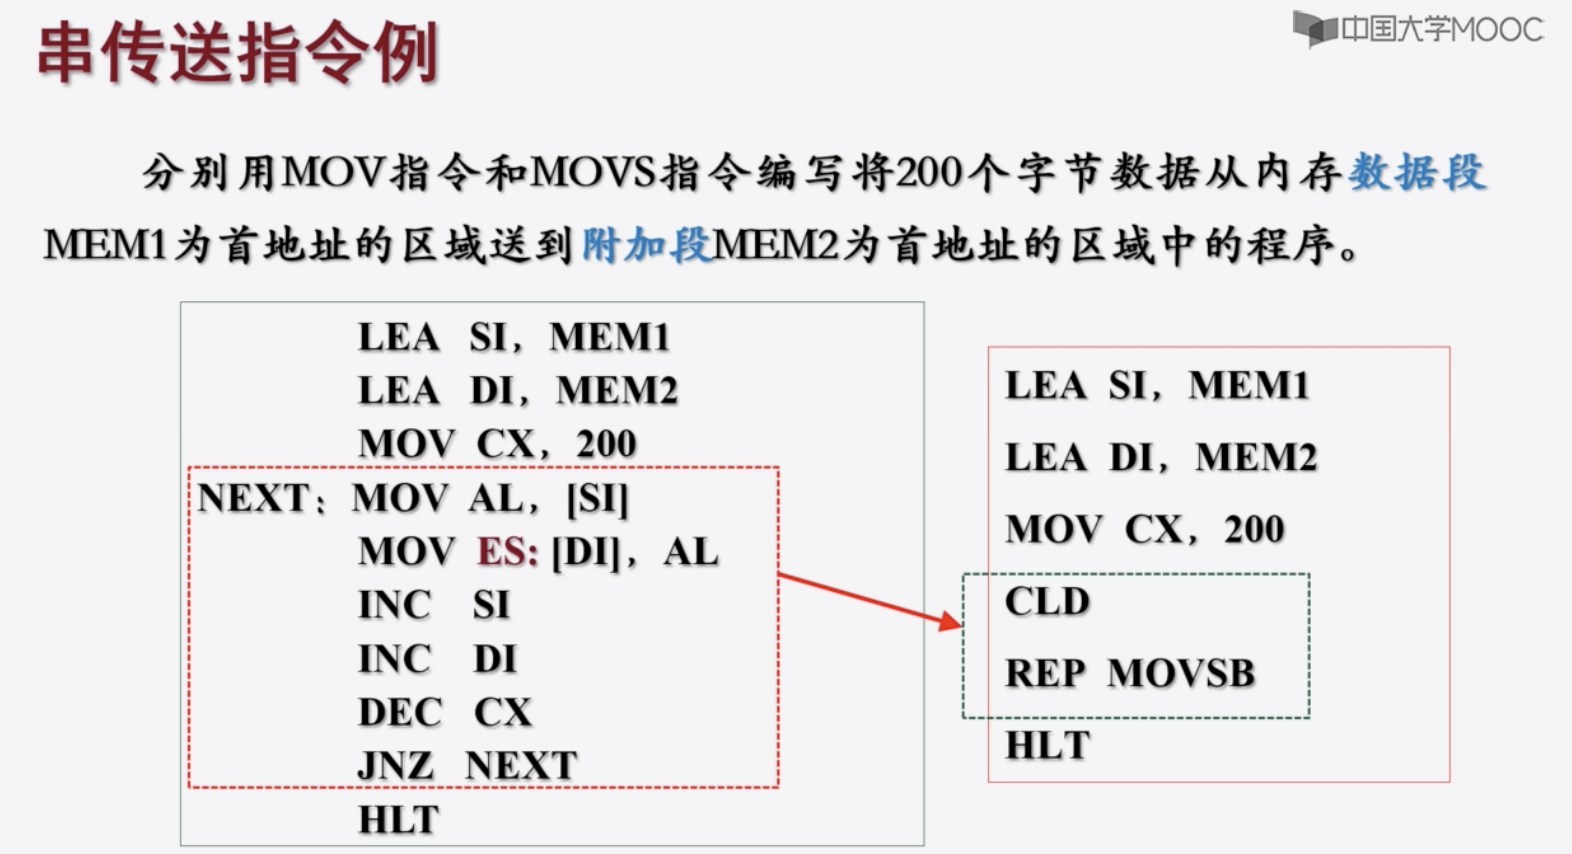 串传送指令例
中国大学MOOC
分别用MOV指令和MOVS指令编写将200个字节数据从内存数据段
MEM1为首地址的区域送到附加段MEM2为首地址的区域中的程序。
LEA SI，MEM1
LEA DI，MEM2
MOV CX，200
NEXT：MOV AL，[SI]
MOV ES: [DI]，AL
INC SI
INC DI
DEC CX
JNZ NEXT
HLT
LEA SI，MEM1
LEA DI，MEM2
MOV CX，200
CLD
REP MOVSB
HLT